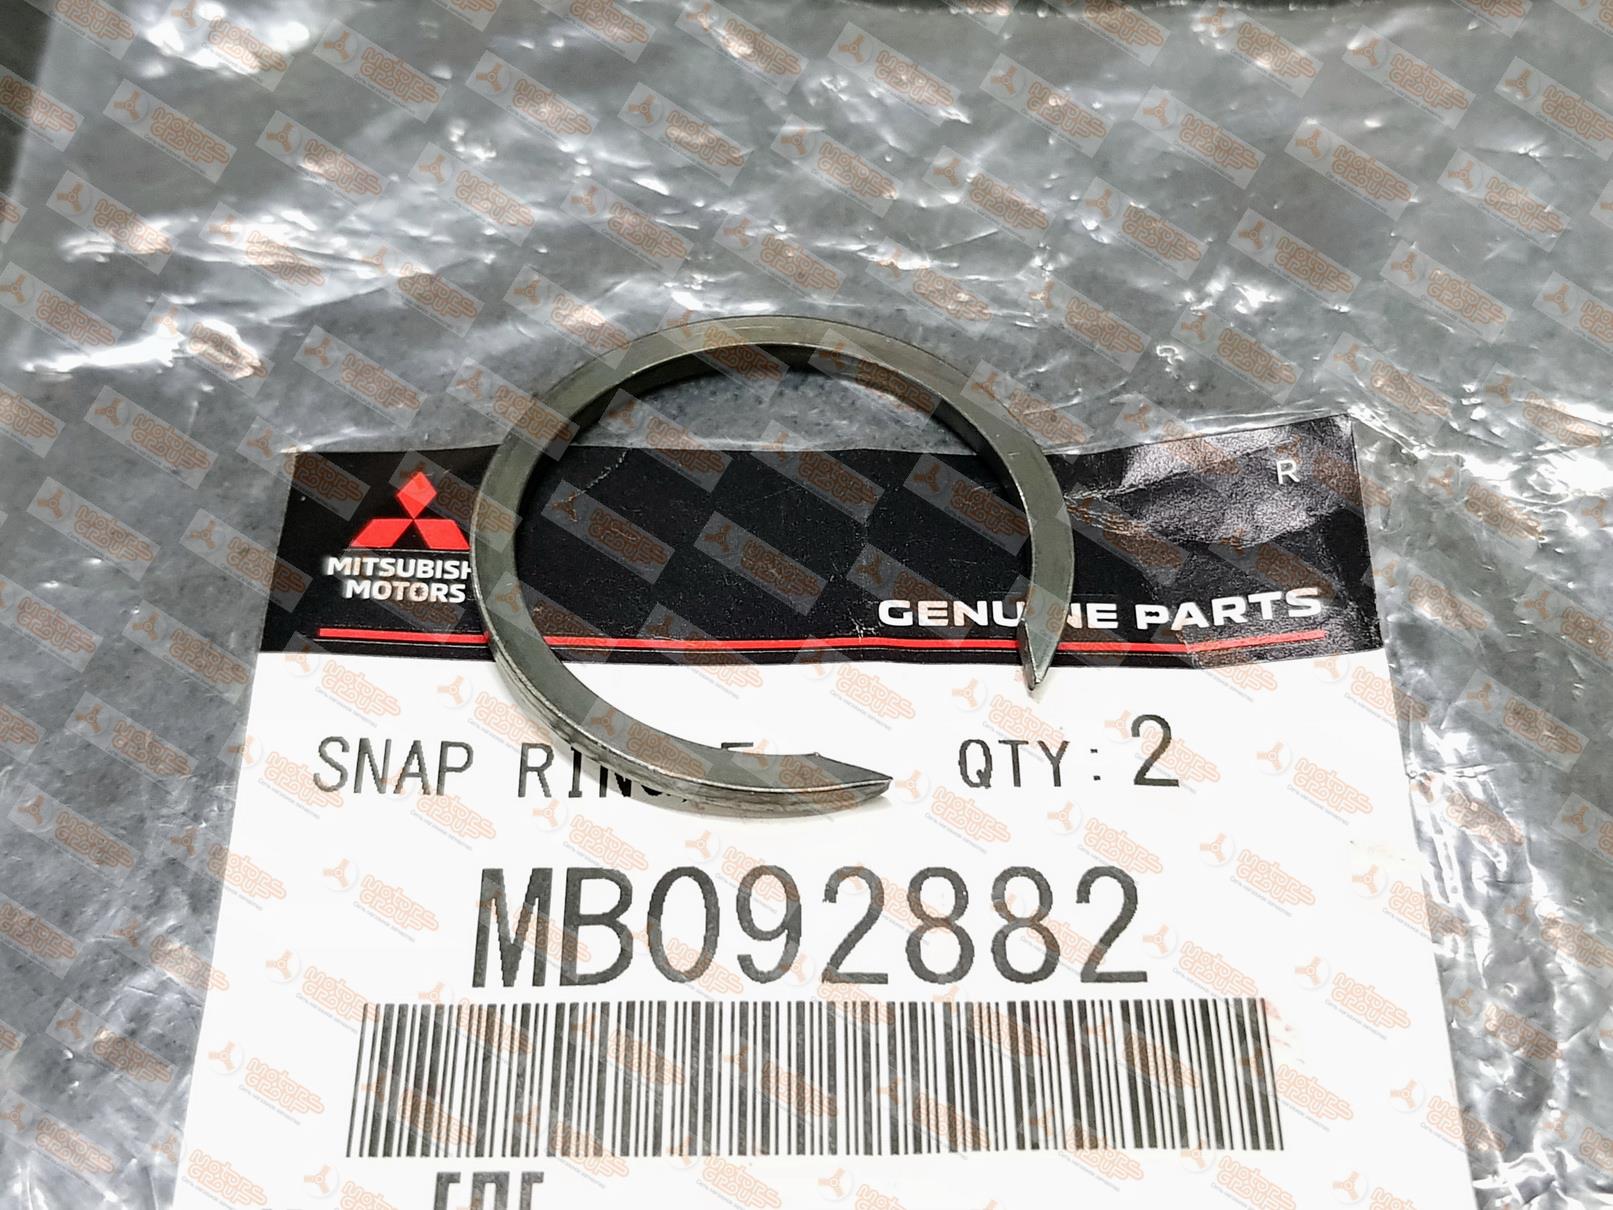 R
MITSUBISHI
MOTORS
GENUINE PARTS
SNAP RING, F QTY: 2
MB092882